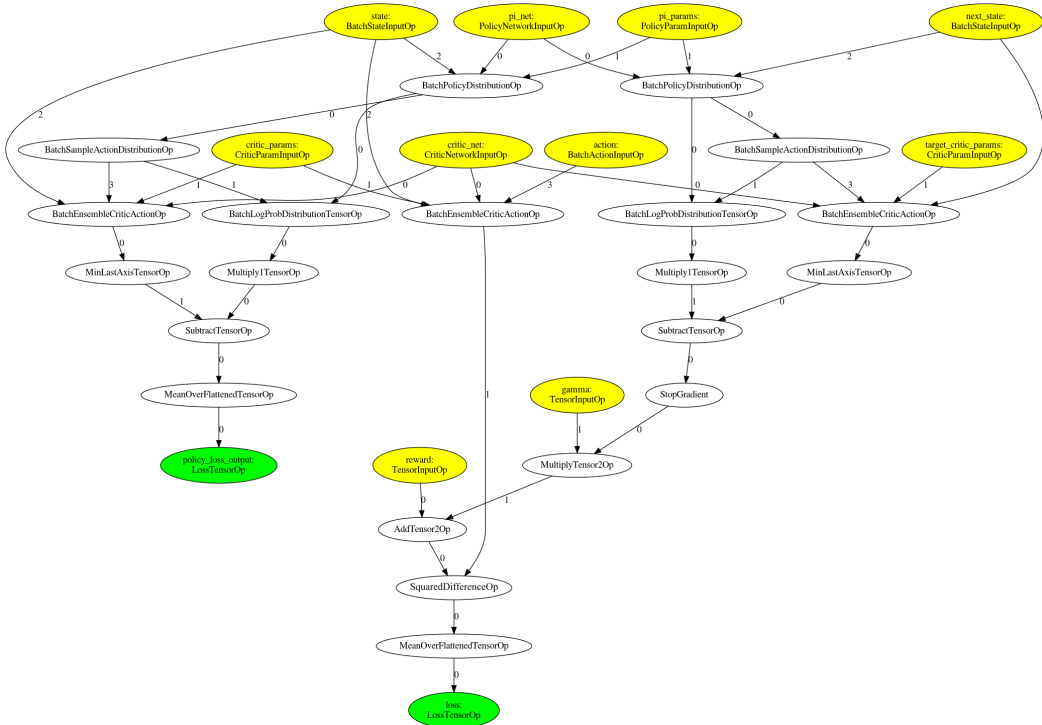 state:
BatchStateInputOp
pi_net:
PolicyNetworkInputOp
pi_params:
PolicyParamInputOp
next_state:
BatchStateInputOp
2
0
1
0
1
2
BatchPolicyDistributionOp
BatchPolicyDistributionOp
2
0
2
0
0
0
BatchSampleActionDistributionOp
critic_params:
CriticParamInputOp
critic_net:
CriticNetworkInputOp
action:
BatchActionInputOp
BatchSampleActionDistributionOp
target_critic_params:
CriticParamInputOp
3
1
1
1
0
0
3
0
1
3
1
BatchEnsembleCriticActionOp
BatchLogProbDistributionTensorOp
BatchEnsembleCriticActionOp
BatchLogProbDistributionTensorOp
BatchEnsembleCriticActionOp
0
0
0
0
MinLastAxisTensorOp
Multiply1TensorOp
Multiply1TensorOp
MinLastAxisTensorOp
1
0
1
0
SubtractTensorOp
SubtractTensorOp
0
0
MeanOverFlattenedTensorOp
1
gamma:
TensorInputOp
StopGradient
0
1
0
policy_loss_output:
LossTensorOp
reward:
TensorInputOp
MultiplyTensor2Op
0
1
AddTensor2Op
0
SquaredDifferenceOp
0
MeanOverFlattenedTensorOp
0
loss:
LossTensorOp